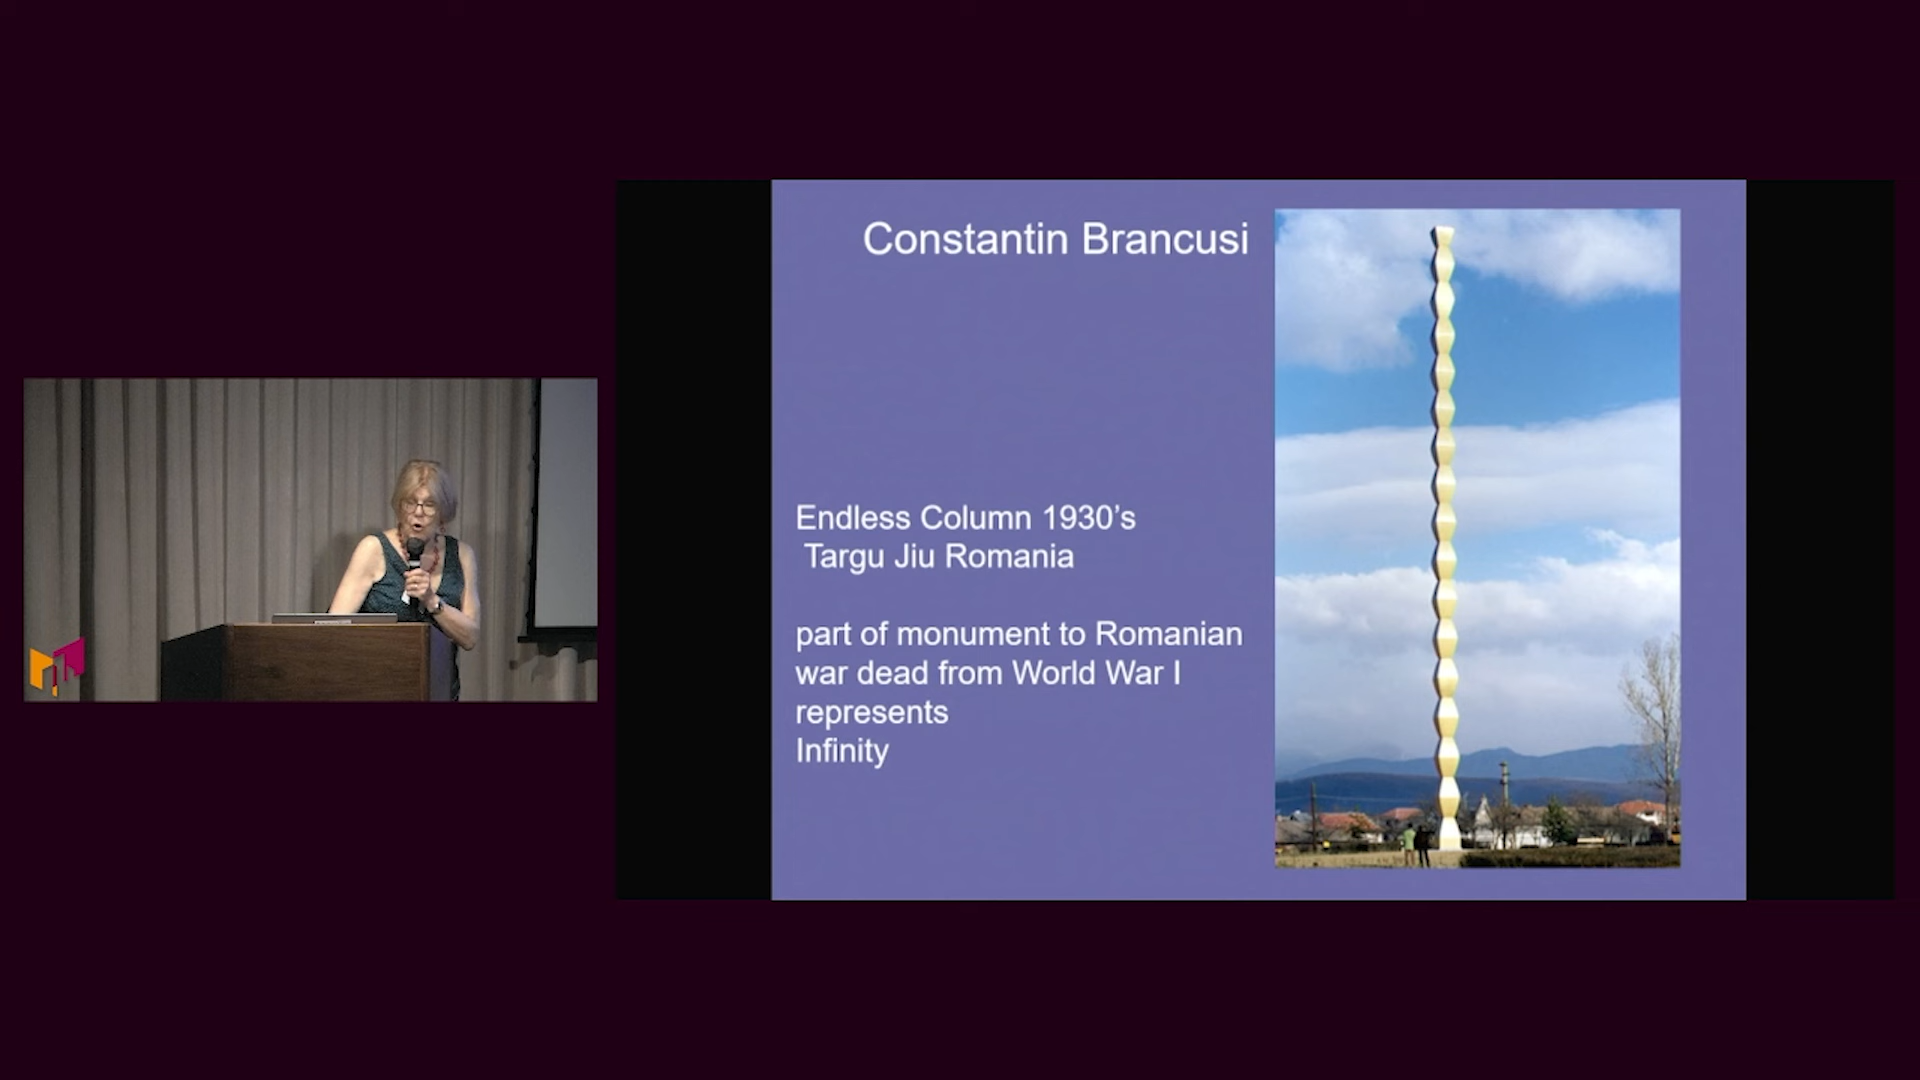 Constantin Brancusi
Endless Column 1930’s
Targu Jiu Romania
part of monument to Romanian
war dead from World War I
represents
Infinity